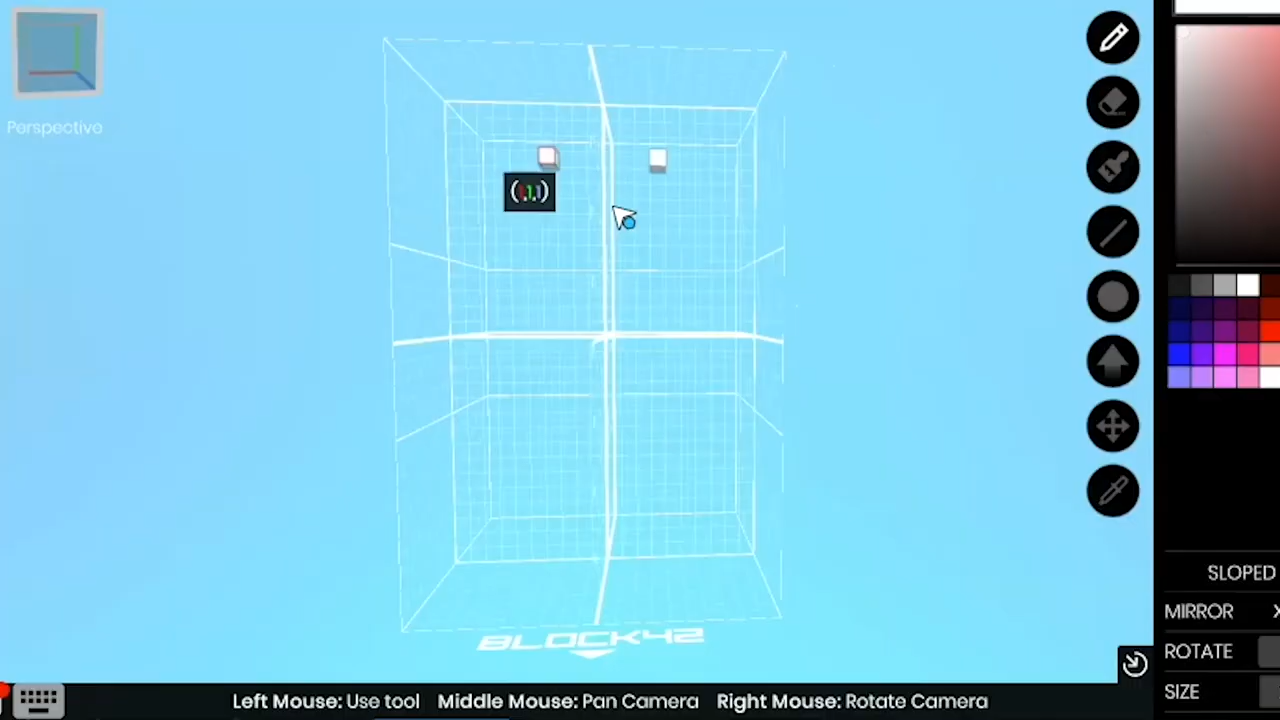 Perspective
(1,1,1)
BLOCK42
SLOPED
MIRROR X
ROTATE
SIZE
Left Mouse: Use tool Middle Mouse: Pan Camera Right Mouse: Rotate Camera